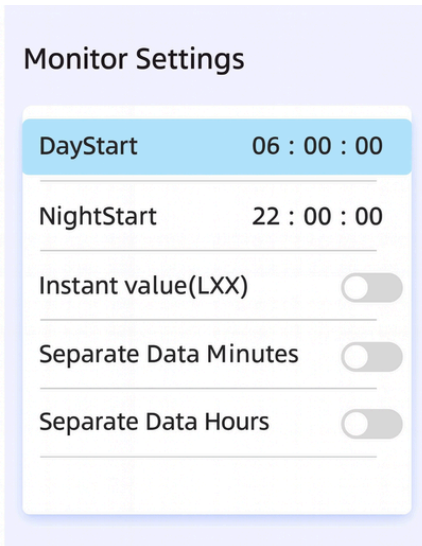 Monitor Settings
DayStart 06 : 00 : 00
NightStart 22 : 00 : 00
Instant value(LXX)
Separate Data Minutes
Separate Data Hours